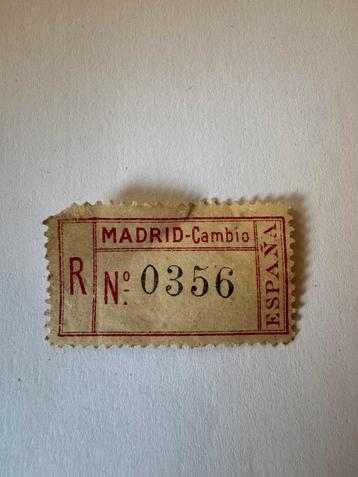 MADRID-Cambio
R
Nº 0356
ESPAÑA